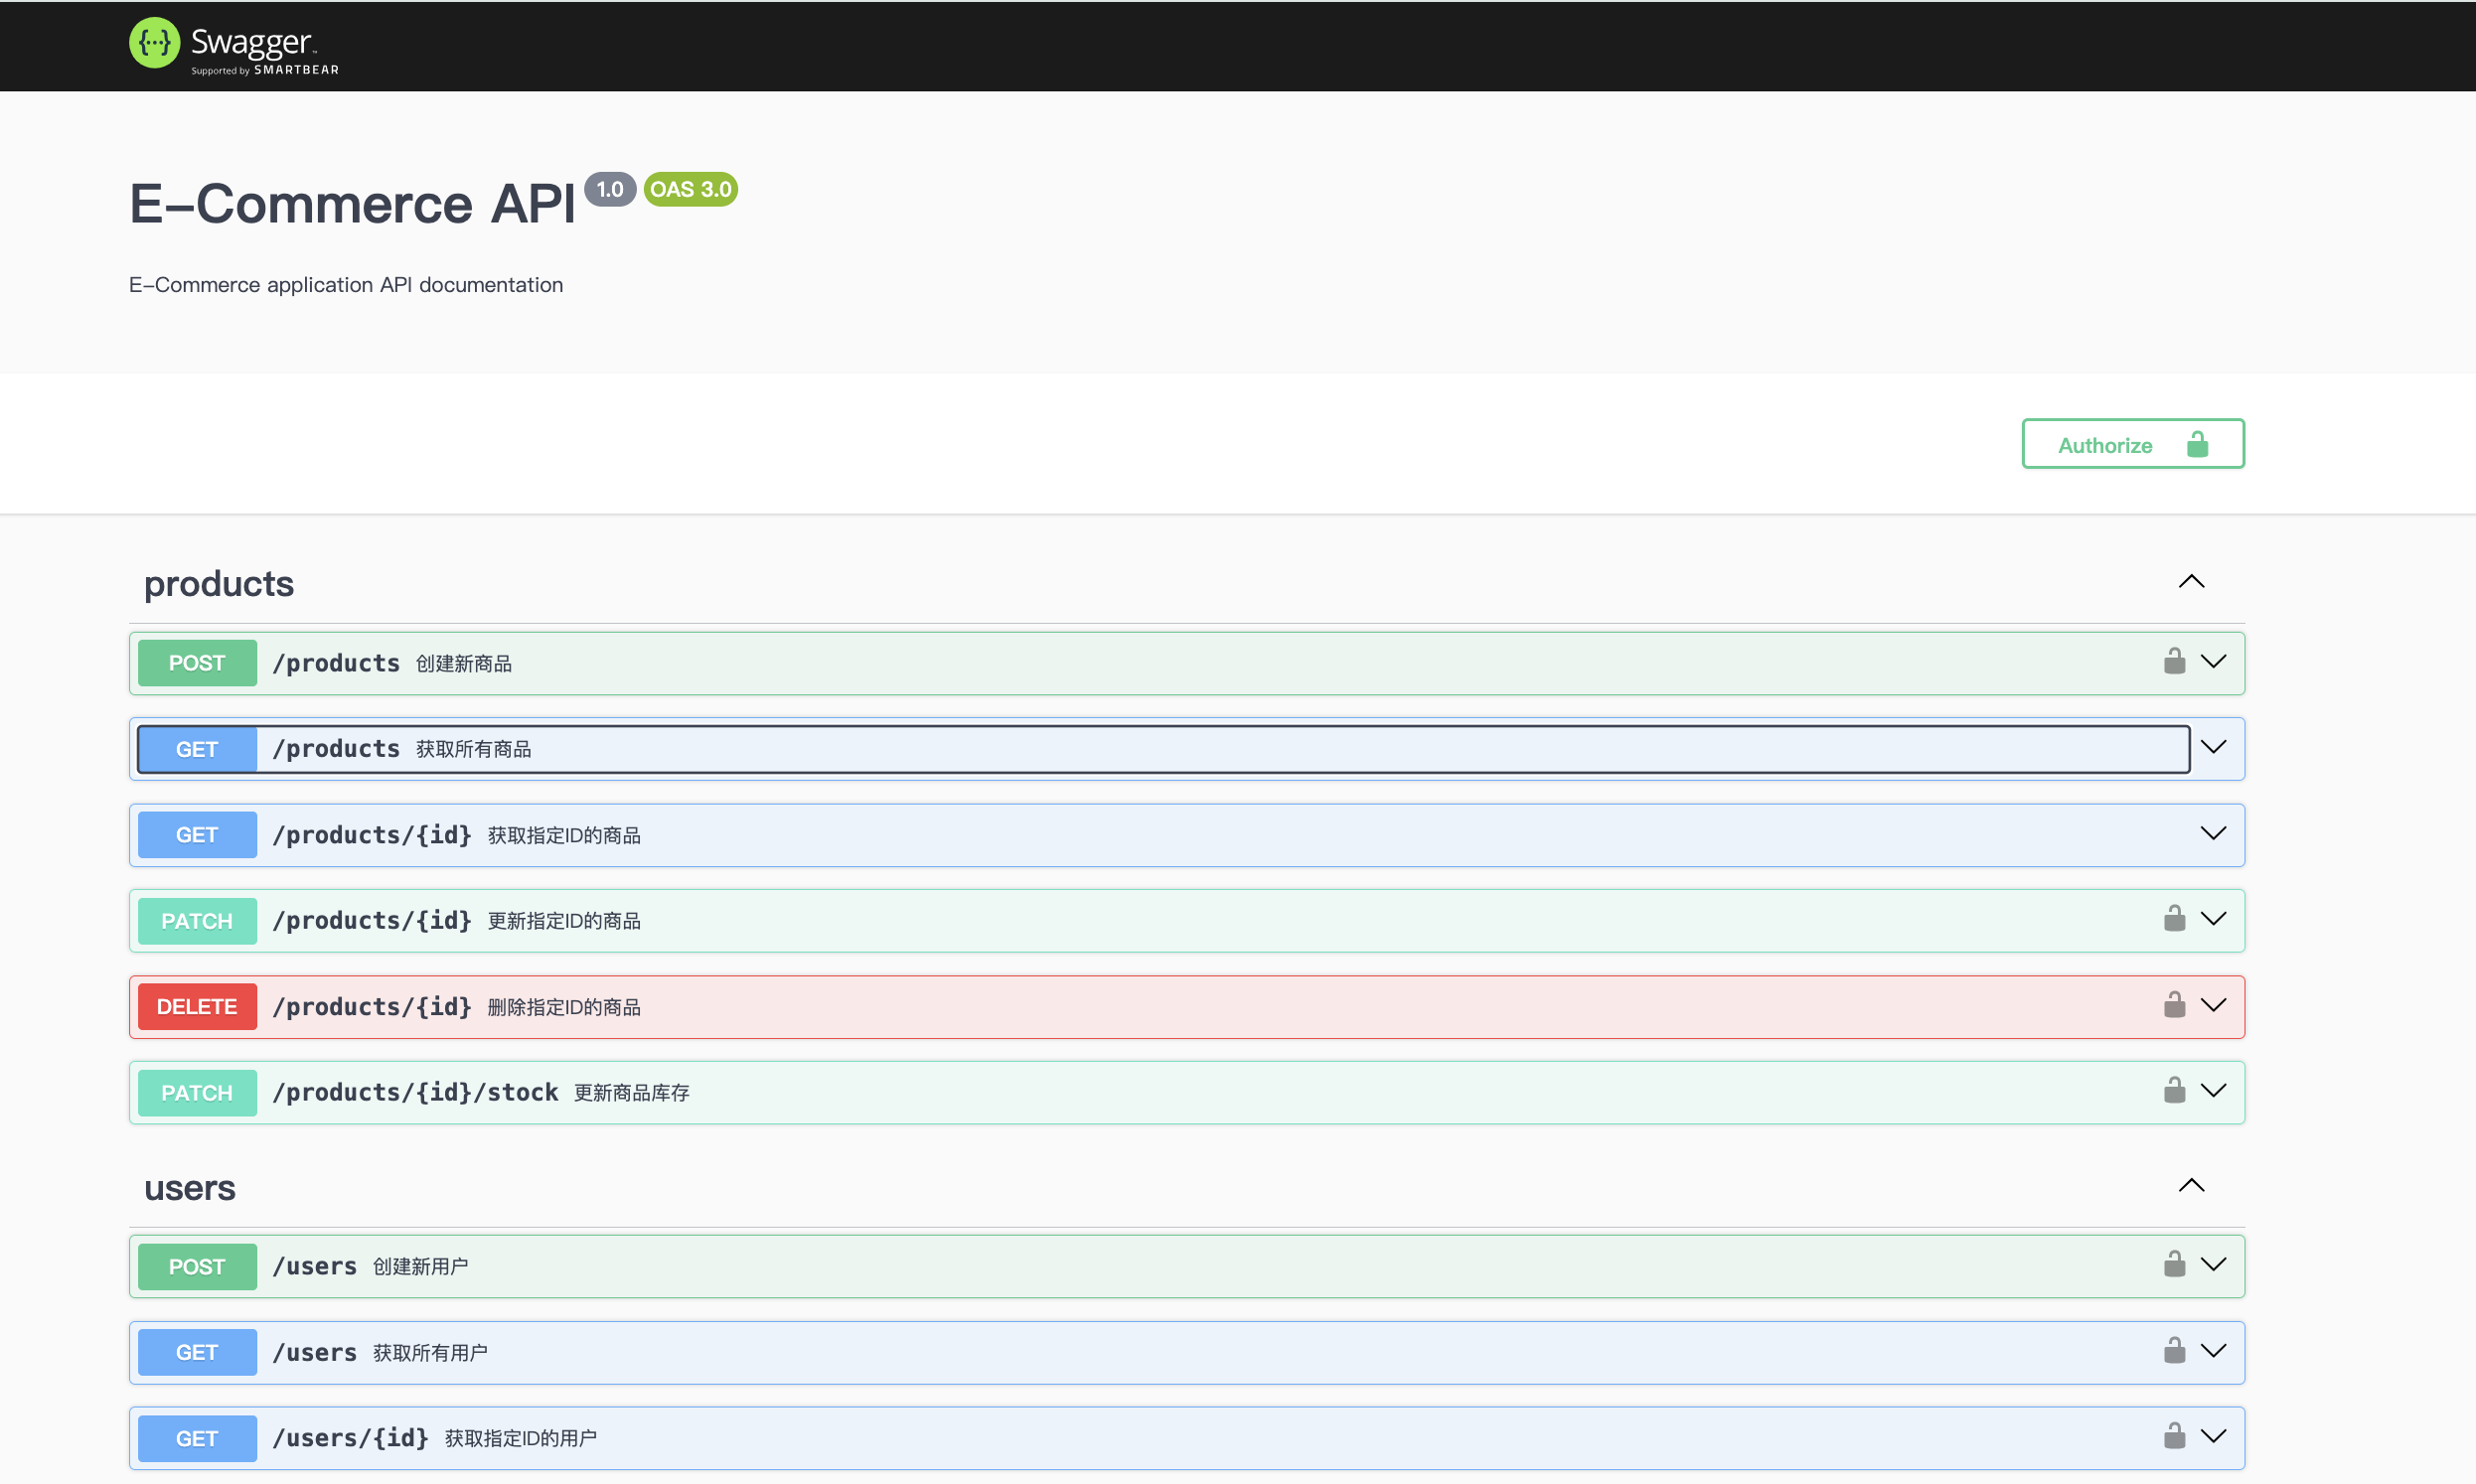 Swagger
Supported by SMARTBEAR
E-Commerce API 1.0 OAS 3.0
E-Commerce application API documentation
Authorize
products
POST /products 创建新商品
GET /products 获取所有商品
GET /products/{id} 获取指定ID的商品
PATCH /products/{id} 更新指定ID的商品
DELETE /products/{id} 删除指定ID的商品
PATCH /products/{id}/stock 更新商品库存
users
POST /users 创建新用户
GET /users 获取所有用户
GET /users/{id} 获取指定ID的用户